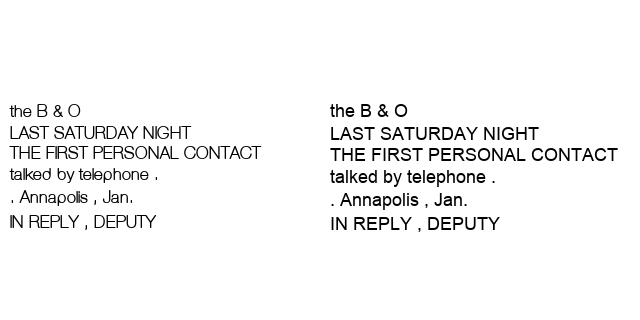 the B & O
LAST SATURDAY NIGHT
THE FIRST PERSONAL CONTACT
talked by telephone .
. Annapolis , Jan.
IN REPLY , DEPUTY
the B & O
LAST SATURDAY NIGHT
THE FIRST PERSONAL CONTACT
talked by telephone .
. Annapolis , Jan.
IN REPLY , DEPUTY